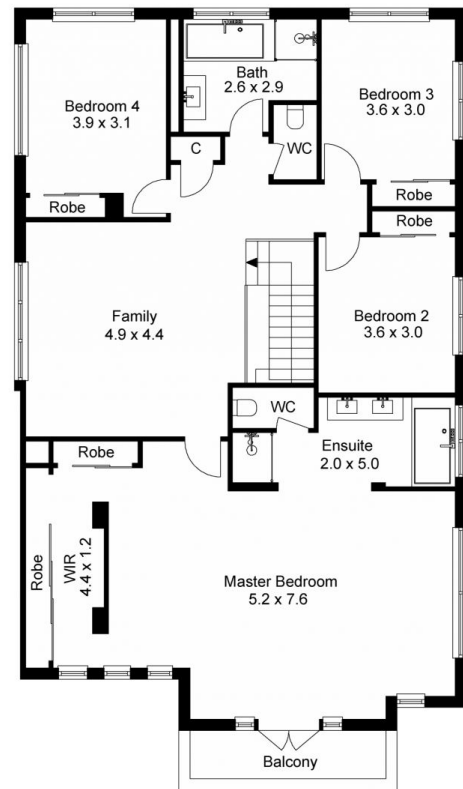 Bath
2.6 x 2.9
Bedroom 4
3.9 x 3.1
Bedroom 3
3.6 x 3.0
C
WC
Robe
Robe
Robe
Family
4.9 x 4.4
Bedroom 2
3.6 x 3.0
WC
Ensuite
2.0 x 5.0
Robe
Robe
WIR
4.4 x 1.2
Master Bedroom
5.2 x 7.6
Balcony